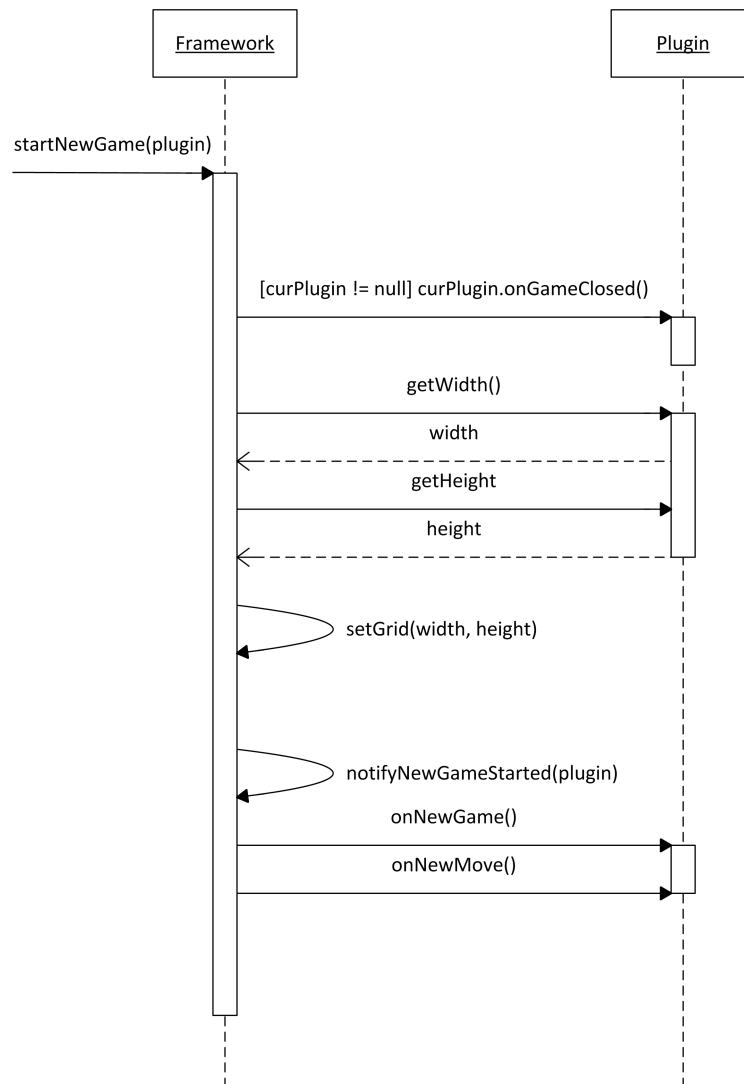 Framework
Plugin
startNewGame(plugin)
[curPlugin != null] curPlugin.onGameClosed()
getWidth()
width
getHeight
height
setGrid(width, height)
notifyNewGameStarted(plugin)
onNewGame()
onNewMove()